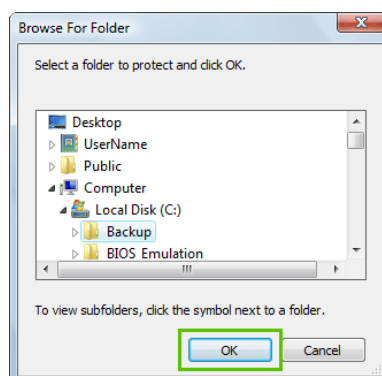 Browse For Folder
Select a folder to protect and click OK.
Desktop
UserName
Public
Computer
Local Disk (C:)
Backup
BIOS Emulation
To view subfolders, click the symbol next to a folder.
OK Cancel